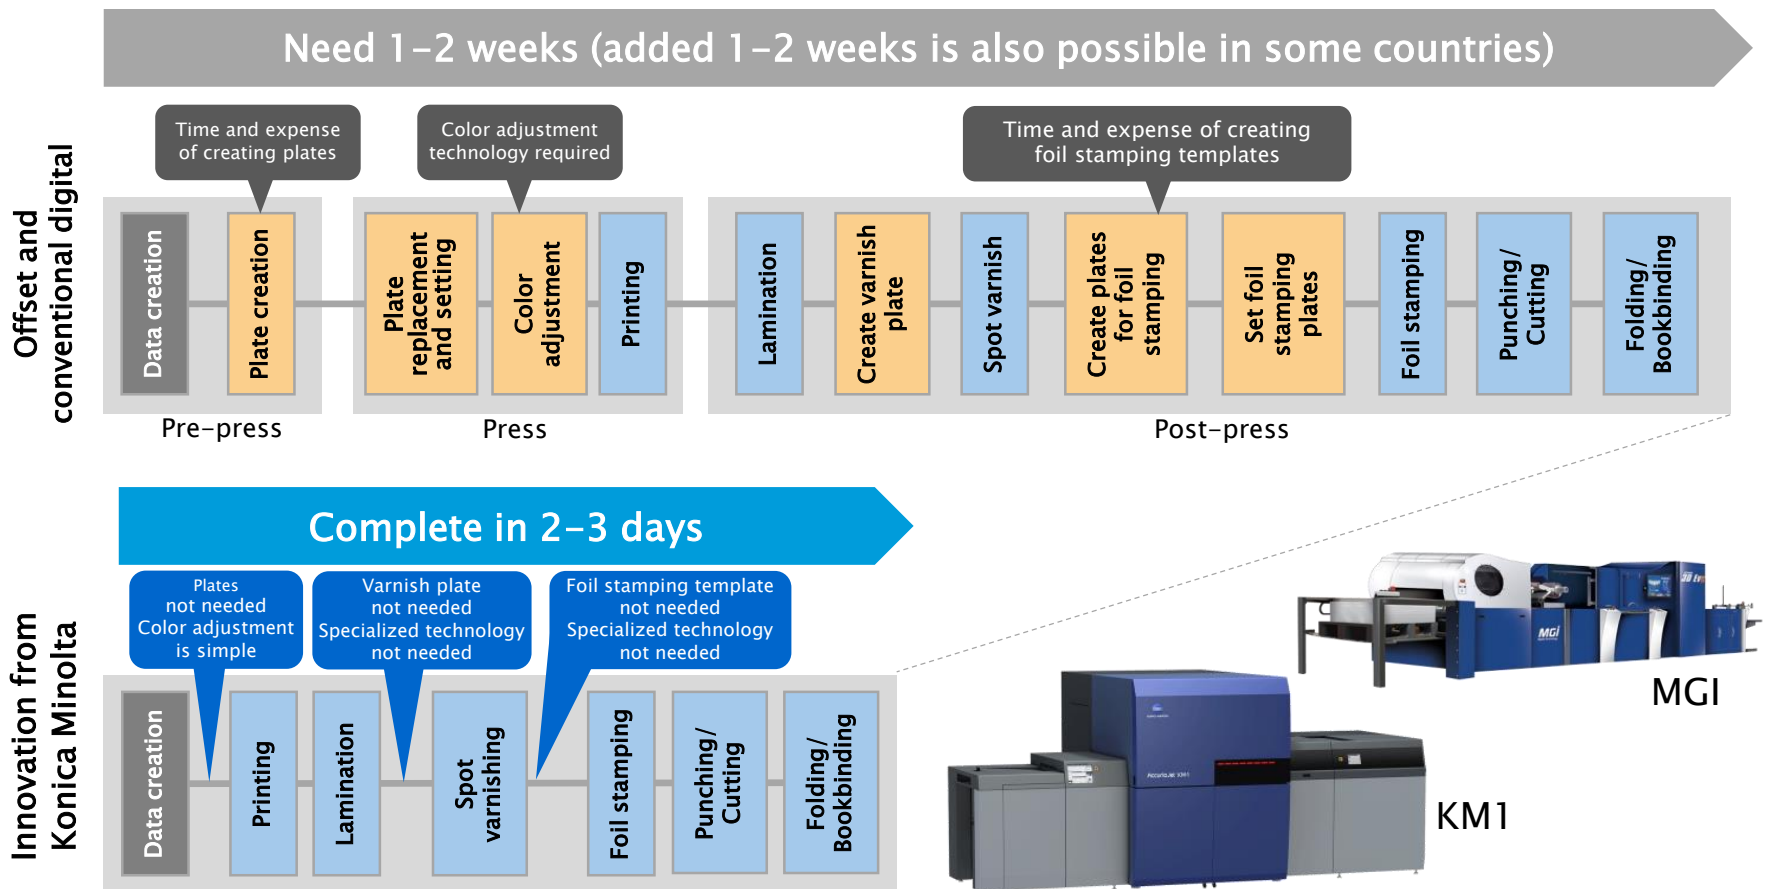 Need 1-2 weeks (added 1-2 weeks is also possible in some countries)
Time and expense
of creating plates
Color adjustment
technology required
Time and expense of creating
foil stamping templates
Offset and
conventional digital
Data creation
Plate creation
Plate
replacement
and setting
Color
adjustment
Printing
Lamination
Create varnish
plate
Spot varnish
Create plates
for foil
stamping
Set foil
stamping
plates
Foil stamping
Punching/
Cutting
Folding/
Bookbinding
Pre-press
Press
Post-press
Complete in 2-3 days
Plates
not needed
Color adjustment
is simple
Varnish plate
not needed
Specialized technology
not needed
Foil stamping template
not needed
Specialized technology
not needed
Innovation from
Konica Minolta
Data creation
Printing
Lamination
Spot
varnishing
Foil stamping
Punching/
Cutting
Folding/
Bookbinding
MGI
MGI
KM1